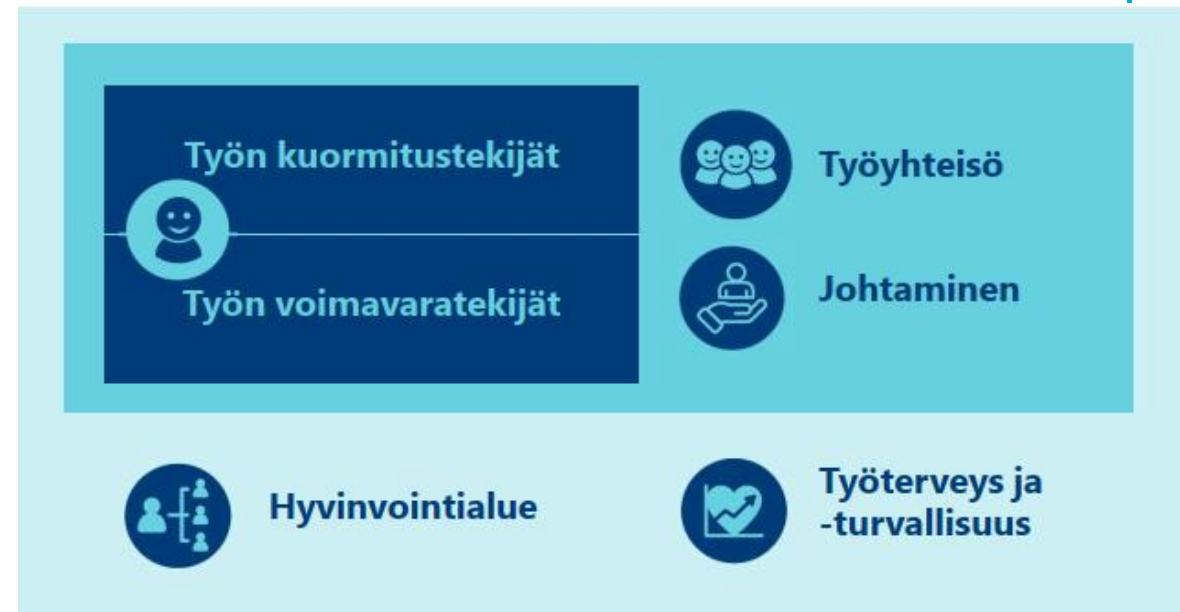 Työn kuormitustekijät
Työn voimavaratekijät
Työyhteisö
Johtaminen
Hyvinvointialue
Työterveys ja
-turvallisuus